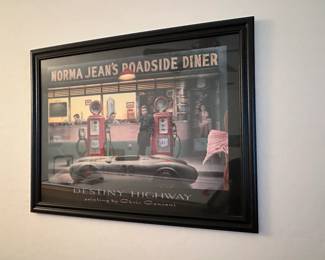 NORMA JEAN'S ROADSIDE DINER
DESTINY HIGHWAY
painting by Chris Consani